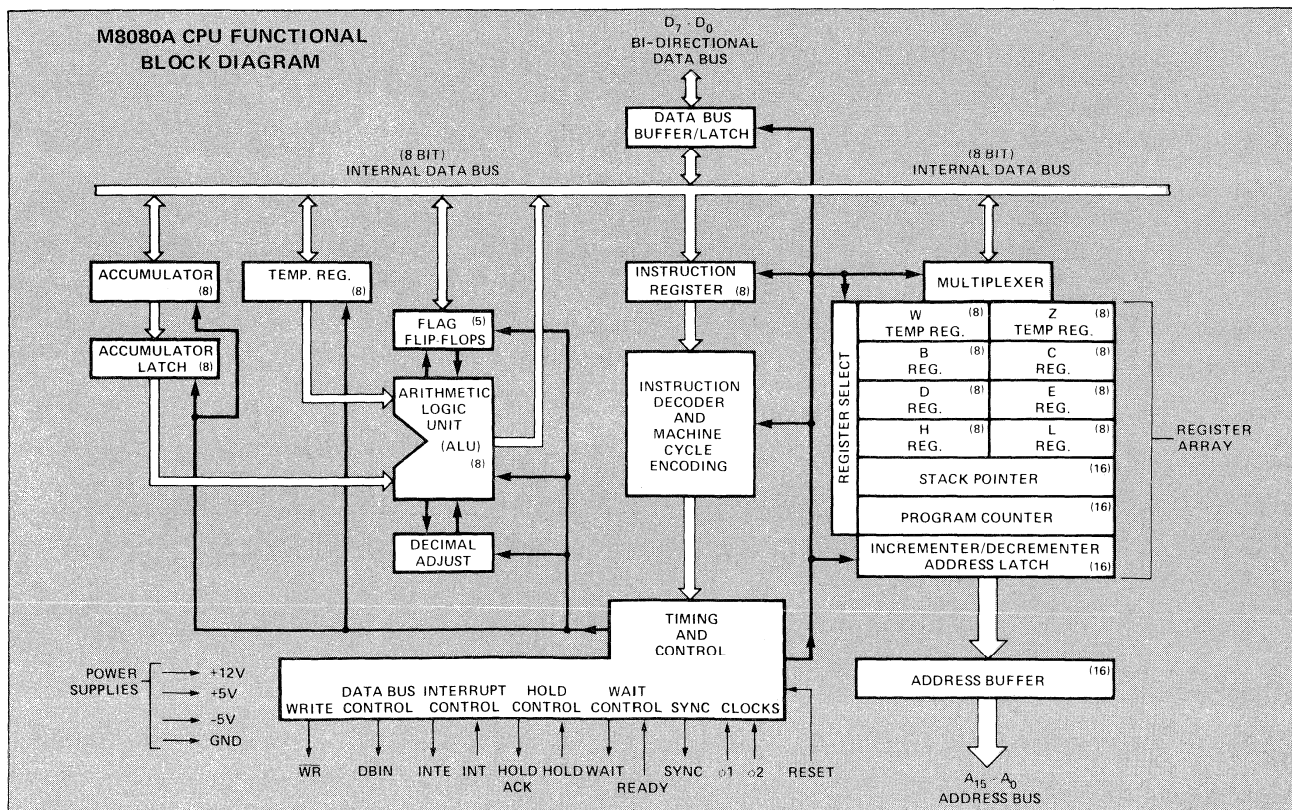 M8080A CPU FUNCTIONAL
BLOCK DIAGRAM
D7 - D0
BI-DIRECTIONAL
DATA BUS
DATA BUS
BUFFER/LATCH
(8 BIT)
INTERNAL DATA BUS
(8 BIT)
INTERNAL DATA BUS
ACCUMULATOR
(8)
TEMP. REG.
(8)
INSTRUCTION
REGISTER (8)
MULTIPLEXER
FLAG (5)
FLIP-FLOPS
ACCUMULATOR
LATCH (8)
ARITHMETIC
LOGIC
UNIT
(ALU)
(8)
DECIMAL
ADJUST
INSTRUCTION
DECODER
AND
MACHINE
CYCLE
ENCODING
REGISTER SELECT
W (8)
TEMP REG.
Z (8)
TEMP REG.
B (8)
REG.
C (8)
REG.
D (8)
REG.
E (8)
REG.
H (8)
REG.
L (8)
REG.
STACK POINTER (16)
PROGRAM COUNTER (16)
INCREMENTER/DECREMENTER
ADDRESS LATCH (16)
REGISTER
ARRAY
TIMING
AND
CONTROL
WRITE
DATA BUS
CONTROL
INTERRUPT
CONTROL
HOLD
CONTROL
WAIT
CONTROL
SYNC
CLOCKS
ADDRESS BUFFER (16)
POWER
SUPPLIES
+12V
+5V
-5V
GND
W̅R̅
DBIN
INTE
INT
HOLD
ACK
HOLD
WAIT
READY
SYNC
ϕ1
ϕ2
RESET
A15 - A0
ADDRESS BUS